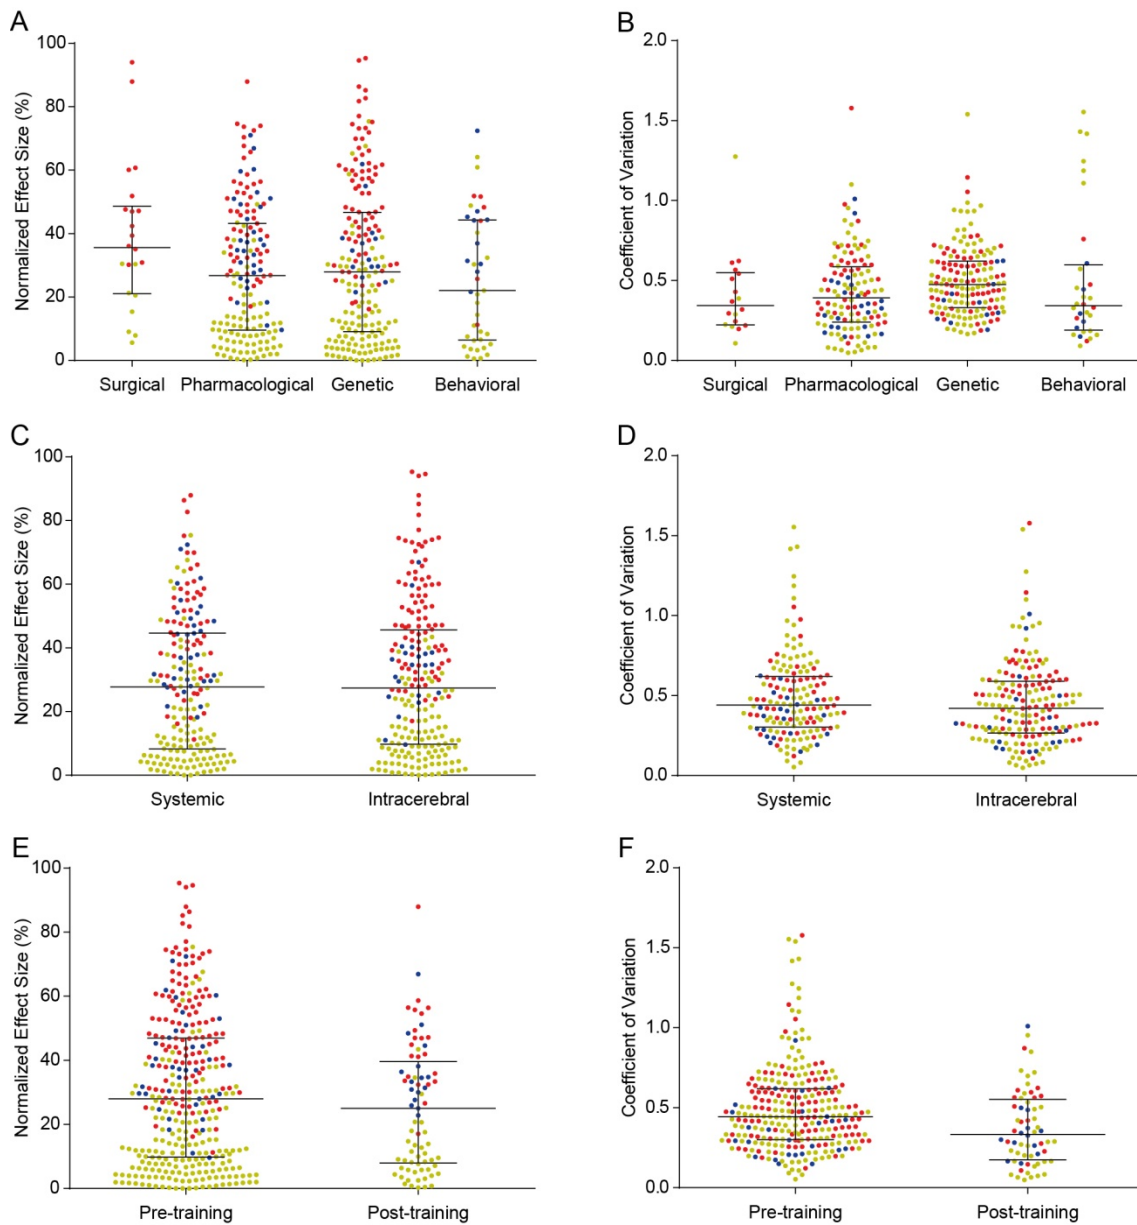 A
Normalized Effect Size (%)
100
80
60
40
20
0
Surgical Pharmacological Genetic Behavioral
B
Coefficient of Variation
2.0
1.5
1.0
0.5
0.0
Surgical Pharmacological Genetic Behavioral
C
Normalized Effect Size (%)
100
80
60
40
20
0
Systemic Intracerebral
D
Coefficient of Variation
2.0
1.5
1.0
0.5
0.0
Systemic Intracerebral
E
Normalized Effect Size (%)
100
80
60
40
20
0
Pre-training Post-training
F
Coefficient of Variation
2.0
1.5
1.0
0.5
0.0
Pre-training Post-training